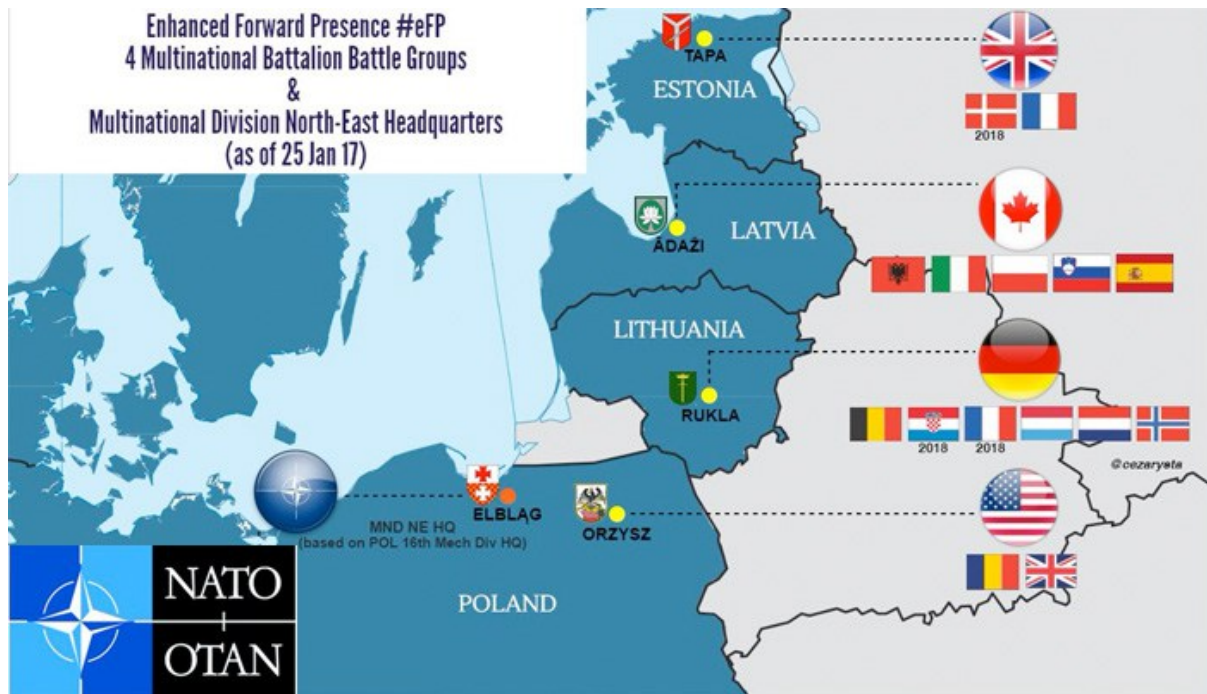 Enhanced Forward Presence #eFP
4 Multinational Battalion Battle Groups
&
Multinational Division North-East Headquarters
(as of 25 Jan 17)
TAPA
ESTONIA
2018
LATVIA
ĀDAŽI
LITHUANIA
RUKLA
2018
2018
@cezarysta
ELBLĄG
MND NE HQ
(based on POL 16th Mech Div HQ)
ORZYSZ
POLAND
NATO
OTAN